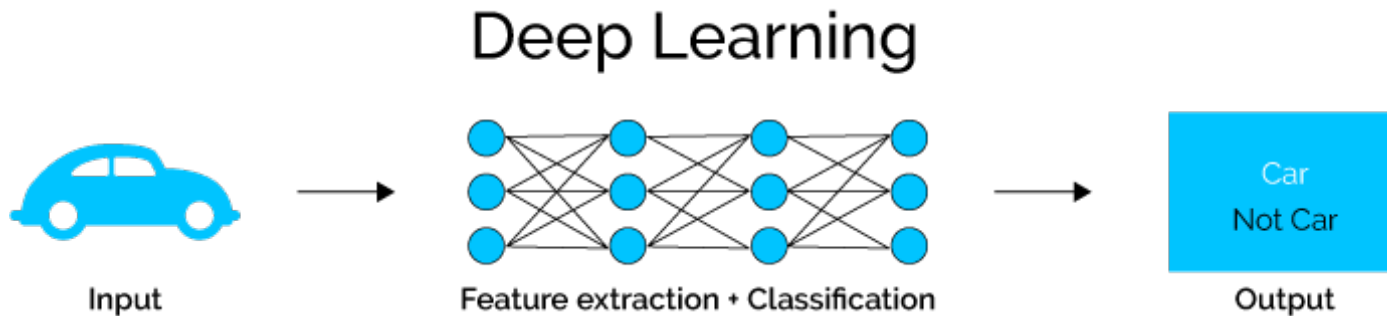 Deep Learning
Car
Not Car
Input
Feature extraction + Classification
Output